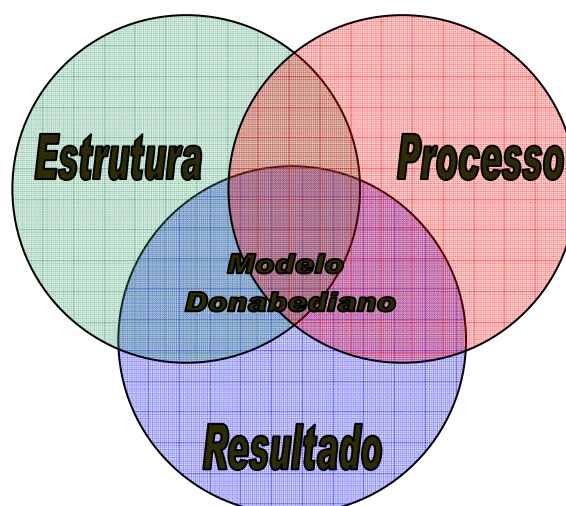 Estrutura
Processo
Modelo
Donabediano
Resultado